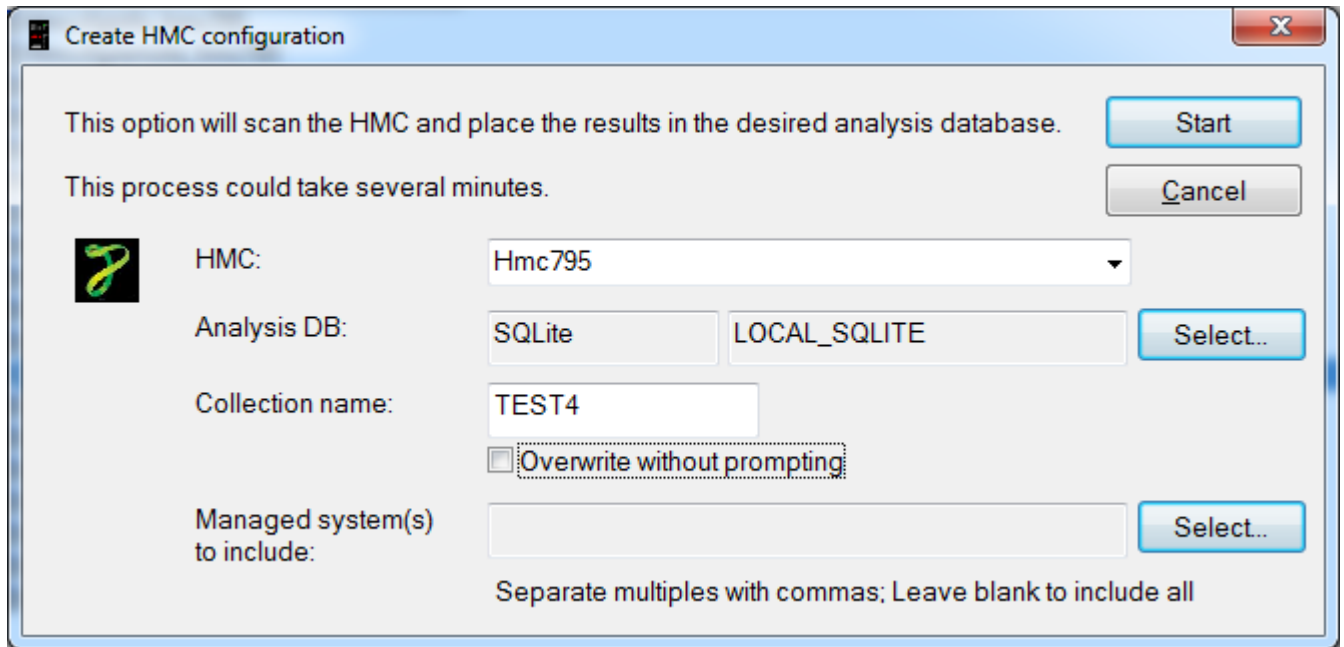 Create HMC configuration
This option will scan the HMC and place the results in the desired analysis database.
Start
This process could take several minutes.
Cancel
HMC:
Hmc795
Analysis DB:
SQLite
LOCAL_SQLITE
Select...
Collection name:
TEST4
Overwrite without prompting
Managed system(s)
to include:
Select...
Separate multiples with commas; Leave blank to include all